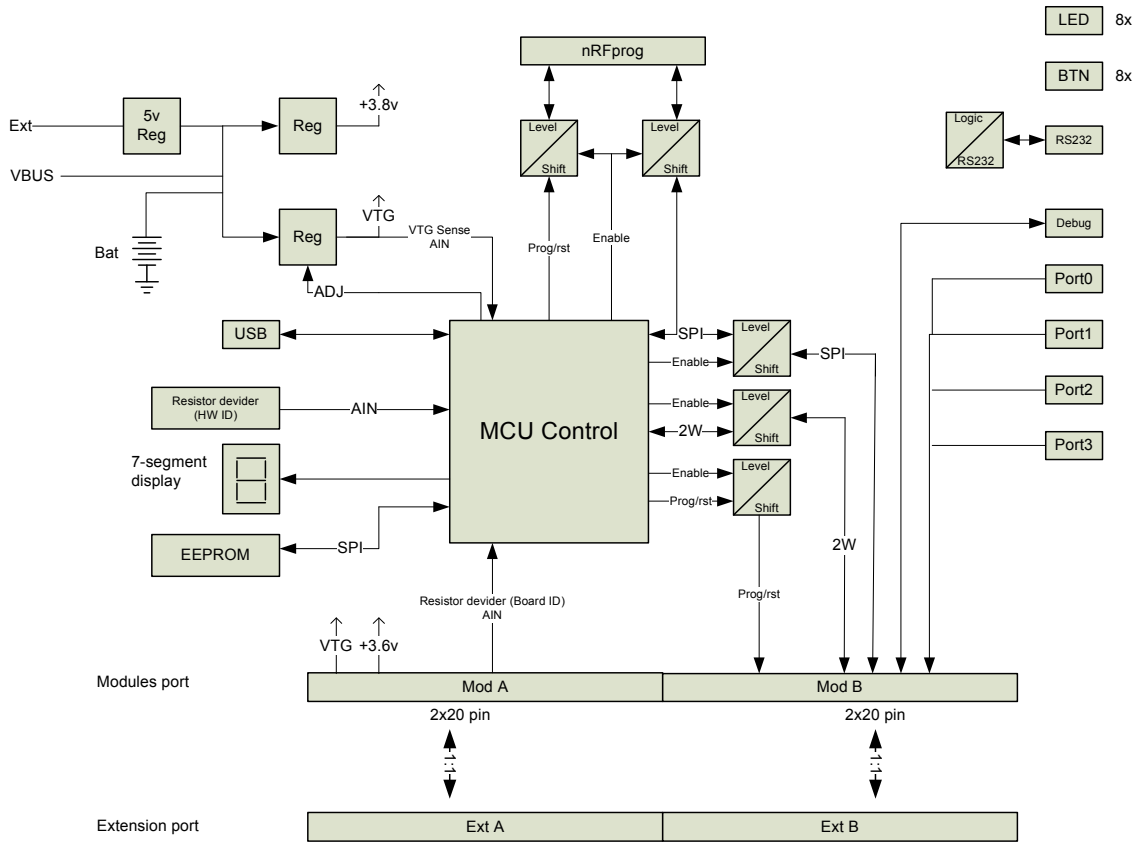 LED 8x
nRFprog
BTN 8x
+3.8v
5v
Reg
Reg
Ext
Level
Shift
Level
Shift
Logic
RS232
RS232
VBUS
VTG
Reg
VTG Sense
AIN
Prog/rst
Enable
Debug
Bat
ADJ
Port0
USB
SPI
Level
Shift
SPI
Enable
Port1
Resistor devider
(HW ID)
AIN
MCU Control
Enable
2W
Level
Shift
Port2
7-segment
display
Enable
Prog/rst
Level
Shift
Port3
EEPROM
SPI
2W
Resistor devider (Board ID)
AIN
Prog/rst
VTG
+3.6v
Modules port
Mod A
Mod B
2x20 pin
2x20 pin
1:1
1:1
Extension port
Ext A
Ext B